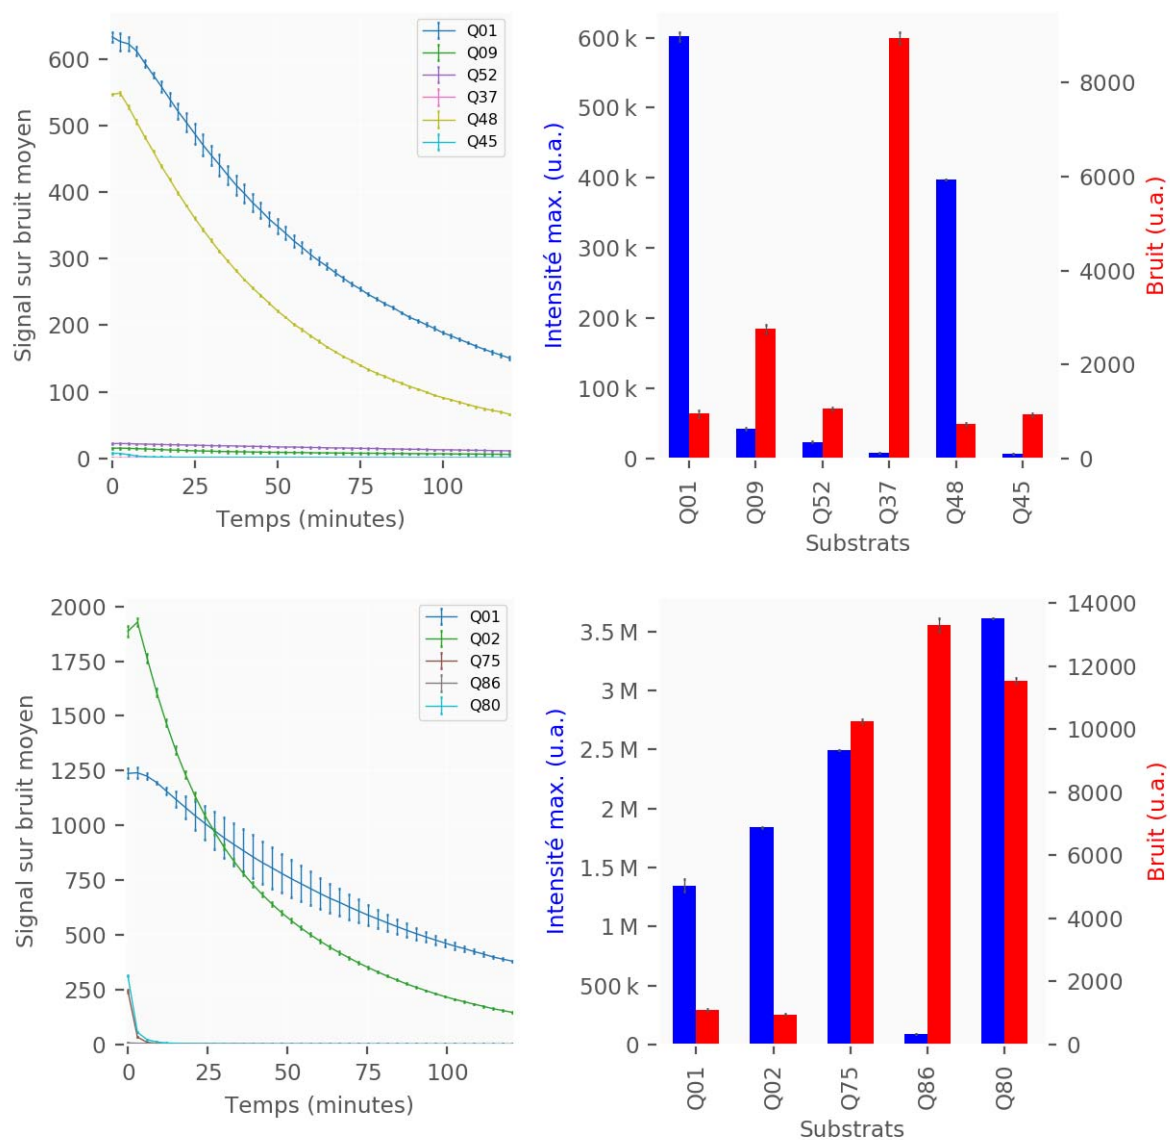 Signal sur bruit moyen
600
500
400
300
200
100
0
0 25 50 75 100
Temps (minutes)
Q01
Q09
Q52
Q37
Q48
Q45
Intensité max. (u.a.)
600 k
500 k
400 k
300 k
200 k
100 k
0
8000
6000
4000
2000
0
Bruit (u.a.)
Q01 Q09 Q52 Q37 Q48 Q45
Substrats
Signal sur bruit moyen
2000
1750
1500
1250
1000
750
500
250
0
0 25 50 75 100
Temps (minutes)
Q01
Q02
Q75
Q86
Q80
Intensité max. (u.a.)
3.5 M
3 M
2.5 M
2 M
1.5 M
1 M
500 k
0
14000
12000
10000
8000
6000
4000
2000
0
Bruit (u.a.)
Q01 Q02 Q75 Q86 Q80
Substrats